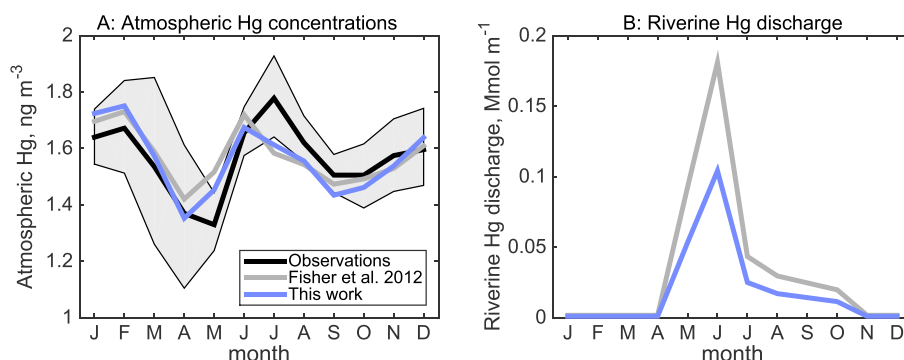 A: Atmospheric Hg concentrations
Atmospheric Hg, ng m⁻³
2
1.8
1.6
1.4
1.2
1
J F M A M J J A S O N D
month
Observations
Fisher et al. 2012
This work
B: Riverine Hg discharge
Riverine Hg discharge, Mmol m⁻¹
0.2
0.15
0.1
0.05
0
J F M A M J J A S O N D
month